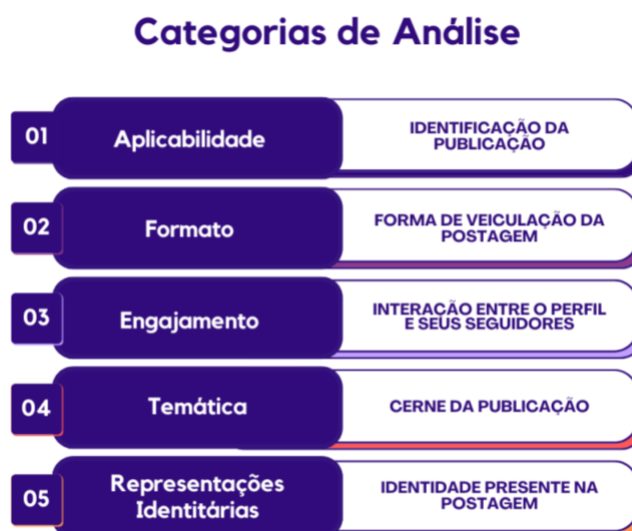 Categorias de Análise
01
Aplicabilidade
IDENTIFICAÇÃO DA
PUBLICAÇÃO
02
Formato
FORMA DE VEICULAÇÃO DA
POSTAGEM
03
Engajamento
INTERAÇÃO ENTRE O PERFIL
E SEUS SEGUIDORES
04
Temática
CERNE DA PUBLICAÇÃO
05
Representações
Identitárias
IDENTIDADE PRESENTE NA
POSTAGEM